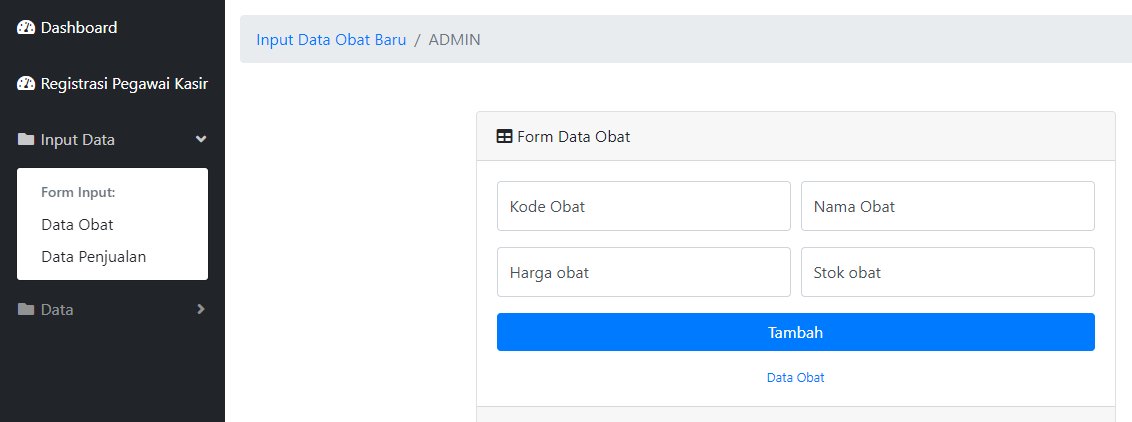 Dashboard
Registrasi Pegawai Kasir
Input Data
Form Input:
Data Obat
Data Penjualan
Data
Input Data Obat Baru / ADMIN
Form Data Obat
Kode Obat
Nama Obat
Harga obat
Stok obat
Tambah
Data Obat